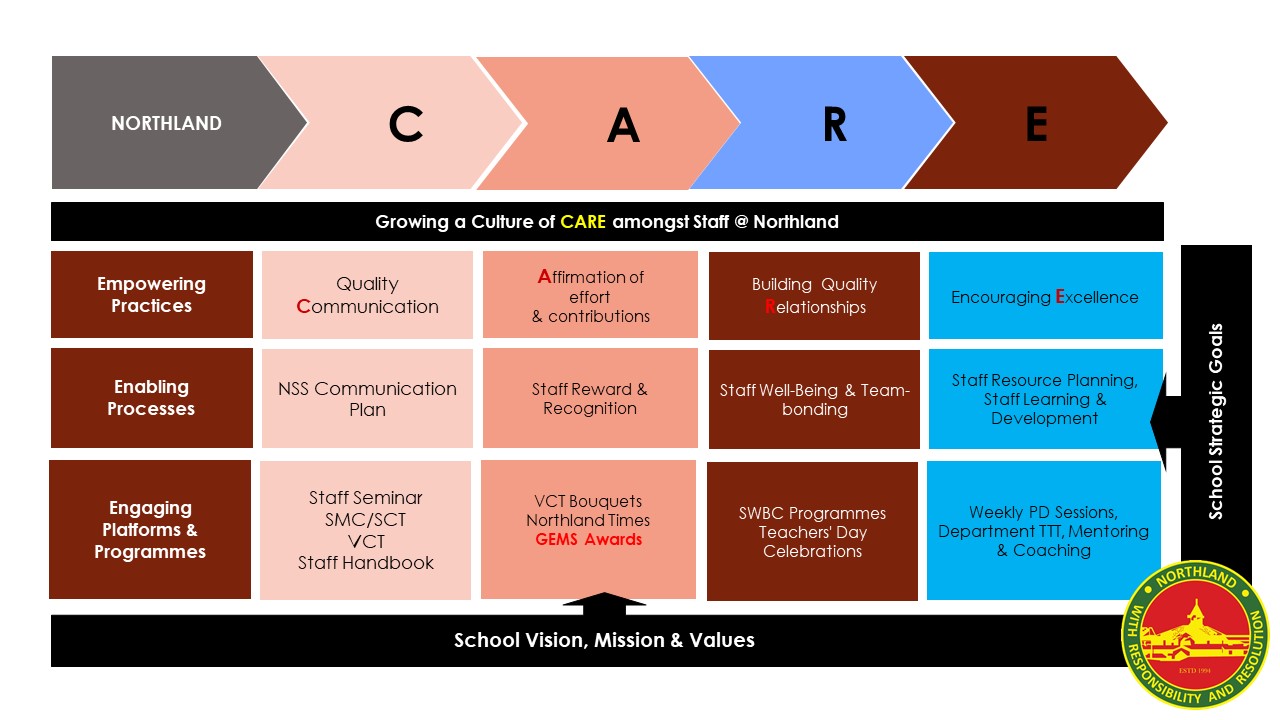 NORTHLAND
C
A
R
E
Growing a Culture of CARE amongst Staff @ Northland
Empowering
Practices
Quality
Communication
Affirmation of
effort
& contributions
Building Quality
Relationships
Encouraging Excellence
Enabling
Processes
NSS Communication
Plan
Staff Reward &
Recognition
Staff Well-Being & Team-
bonding
Staff Resource Planning,
Staff Learning &
Development
Engaging
Platforms &
Programmes
Staff Seminar
SMC/SCT
VCT
Staff Handbook
VCT Bouquets
Northland Times
GEMS Awards
SWBC Programmes
Teachers' Day
Celebrations
Weekly PD Sessions,
Department TTT, Mentoring
& Coaching
School Strategic Goals
School Vision, Mission & Values
NORTHLAND
WITH RESPONSIBILITY AND RESOLUTION
ESTD 1994